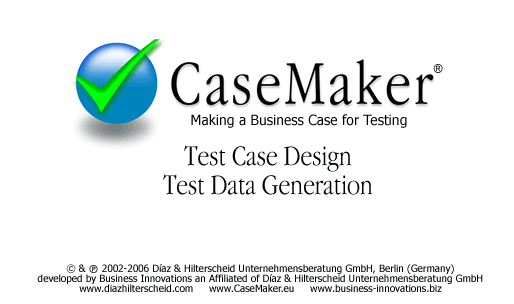 CaseMaker®
Making a Business Case for Testing
Test Case Design
Test Data Generation
© & ℗ 2002-2006 Díaz & Hilterscheid Unternehmensberatung GmbH, Berlin (Germany)
developed by Business Innovations an Affiliated of Díaz & Hilterscheid Unternehmensberatung GmbH
www.diazhilterscheid.com www.CaseMaker.eu www.business-innovations.biz